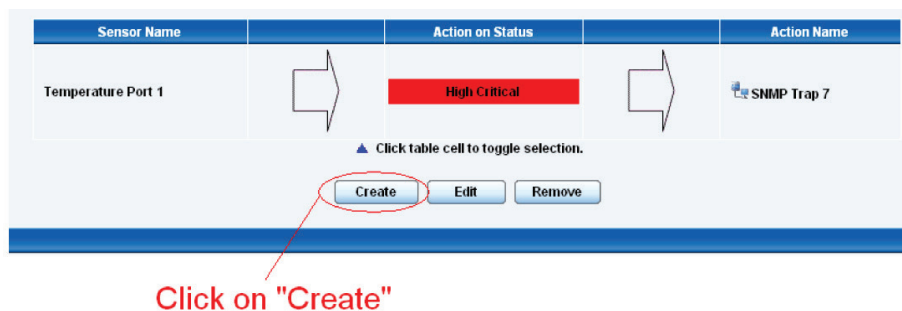 Sensor Name Action on Status Action Name
Temperature Port 1 High Critical SNMP Trap 7
Click table cell to toggle selection.
Create Edit Remove
Click on "Create"